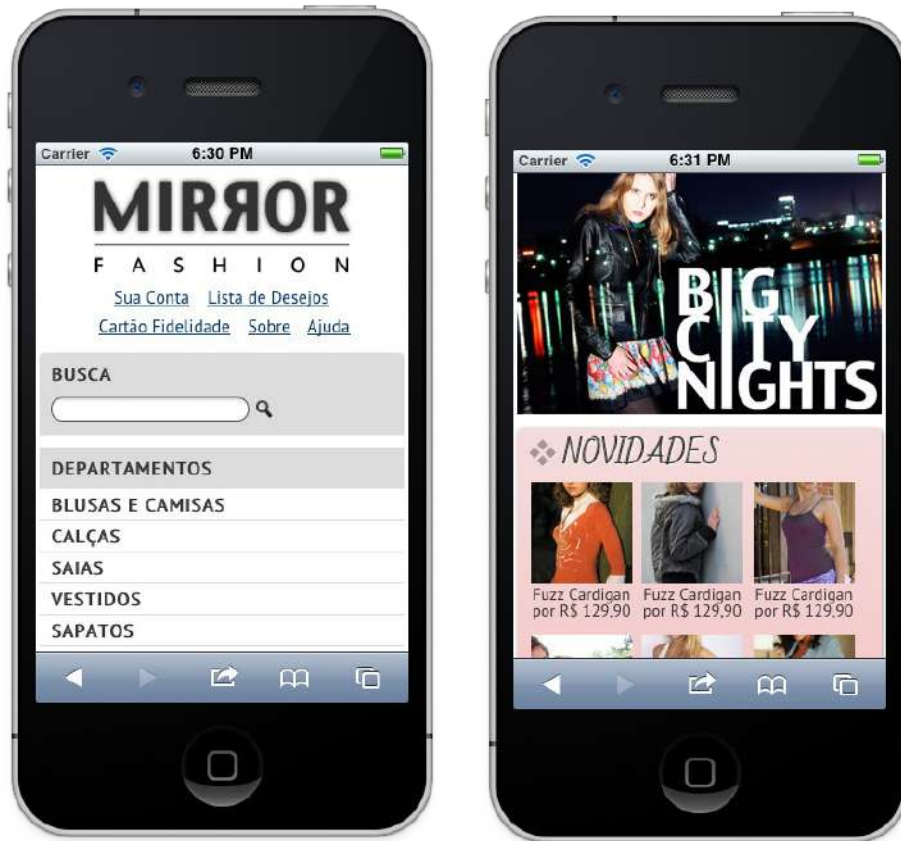 Carrier 6:30 PM
MIRЯOR
FASHION
Sua Conta Lista de Desejos
Cartão Fidelidade Sobre Ajuda
BUSCA
DEPARTAMENTOS
BLUSAS E CAMISAS
CALÇAS
SAIAS
VESTIDOS
SAPATOS
Carrier 6:31 PM
BIG
CITY
NIGHTS
NOVIDADES
Fuzz Cardigan Fuzz Cardigan Fuzz Cardigan
por R$ 129,90 por R$ 129,90 por R$ 129,90